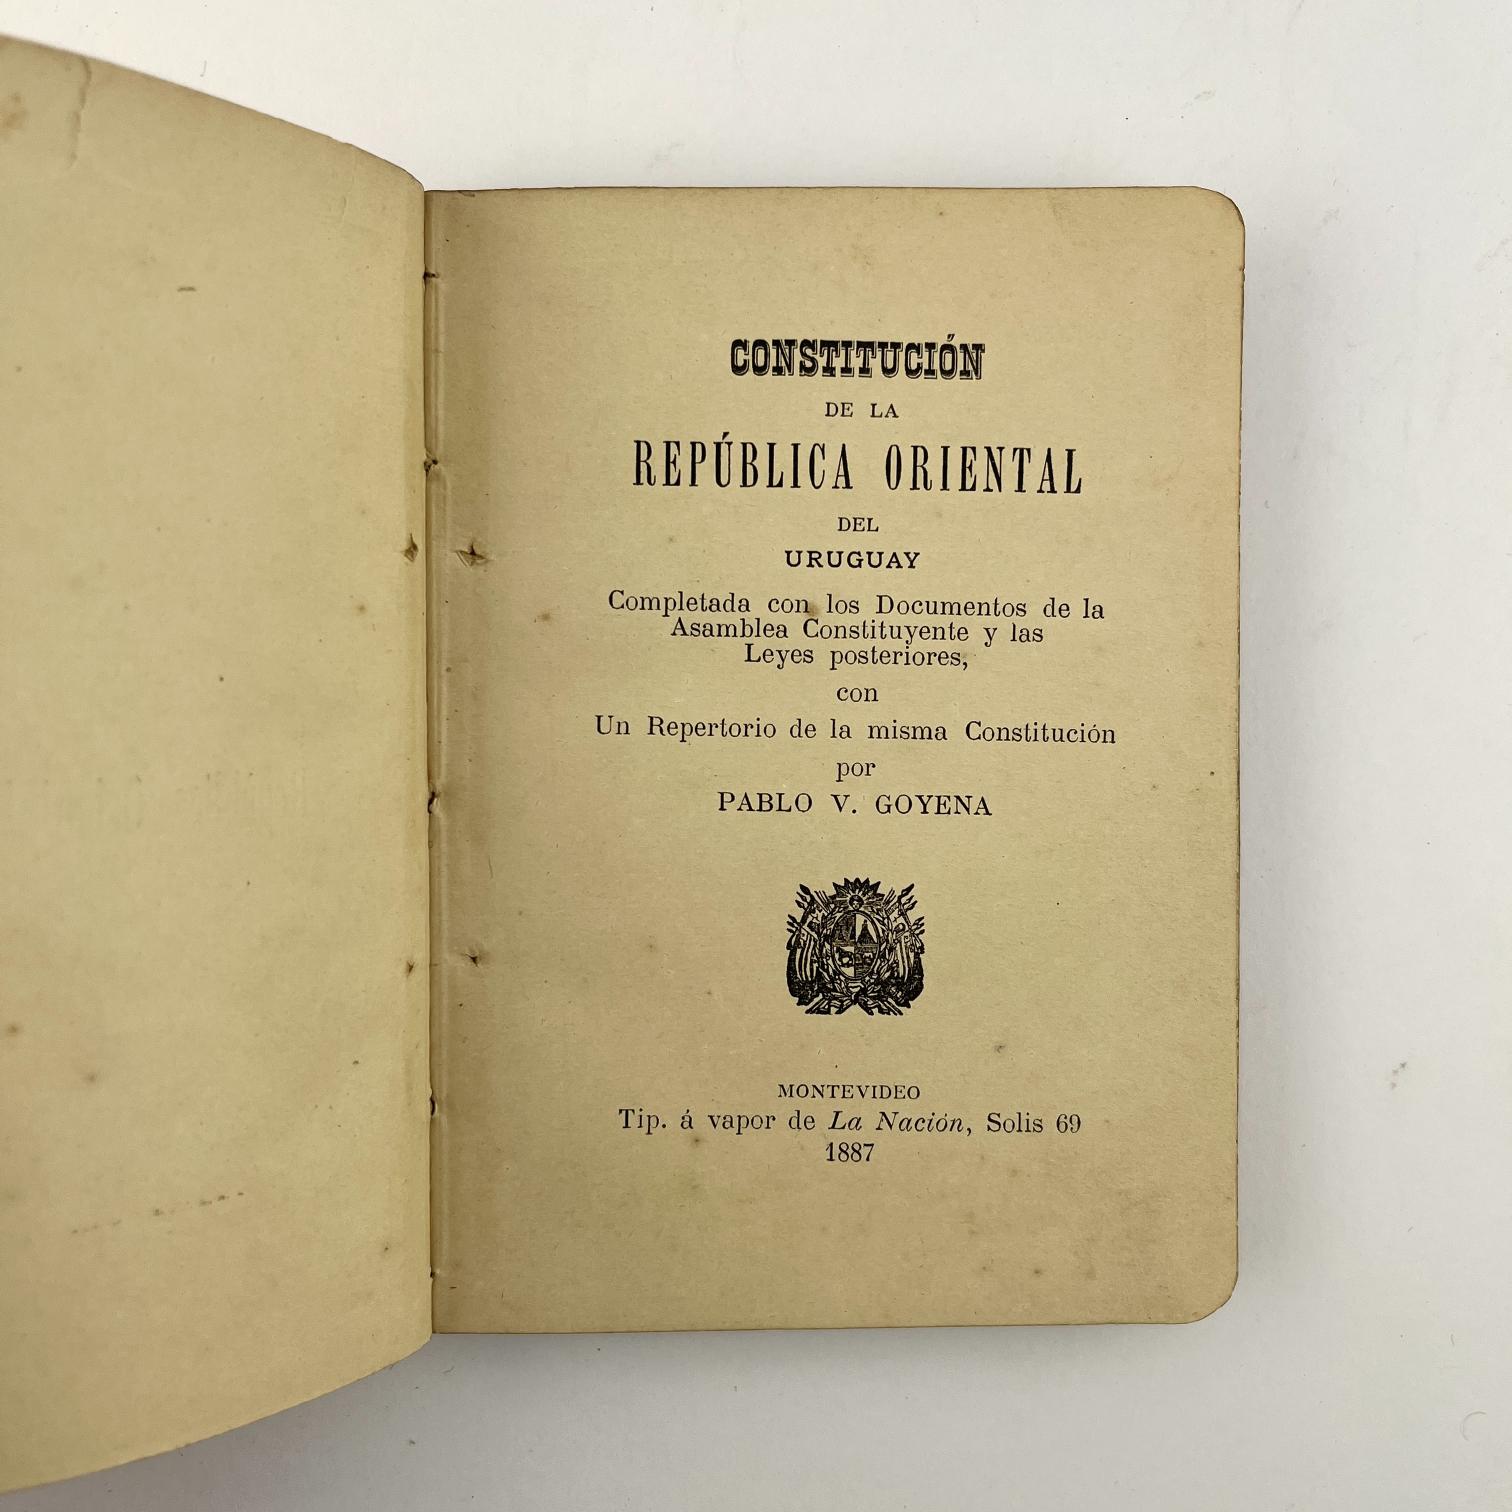 CONSTITUCIÓN
DE LA
REPÚBLICA ORIENTAL
DEL
URUGUAY
Completada con los Documentos de la
Asamblea Constituyente y las
Leyes posteriores,
con
Un Repertorio de la misma Constitución
por
PABLO V. GOYENA
MONTEVIDEO
Tip. á vapor de La Nación, Solis 69
1887